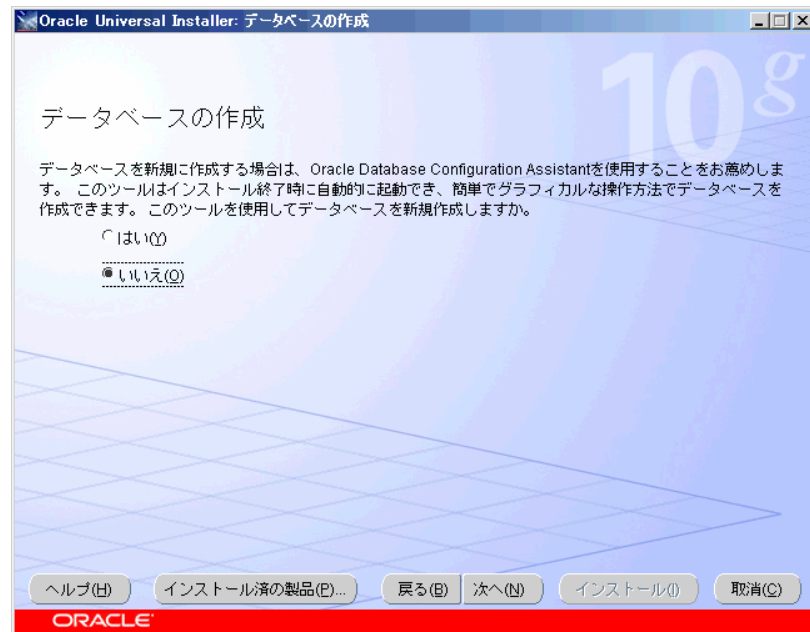 Oracle Universal Installer: データベースの作成
10g
データベースの作成
データベースを新規に作成する場合は、Oracle Database Configuration Assistantを使用することをお薦めしま
す。 このツールはインストール終了時に自動的に起動でき、簡単でグラフィカルな操作方法でデータベースを
作成できます。 このツールを使用してデータベースを新規作成しますか。
はい(Y)
いいえ(O)
ヘルプ(H) インストール済の製品(P)... 戻る(B) 次へ(N) インストール(I) 取消(C)
ORACLE